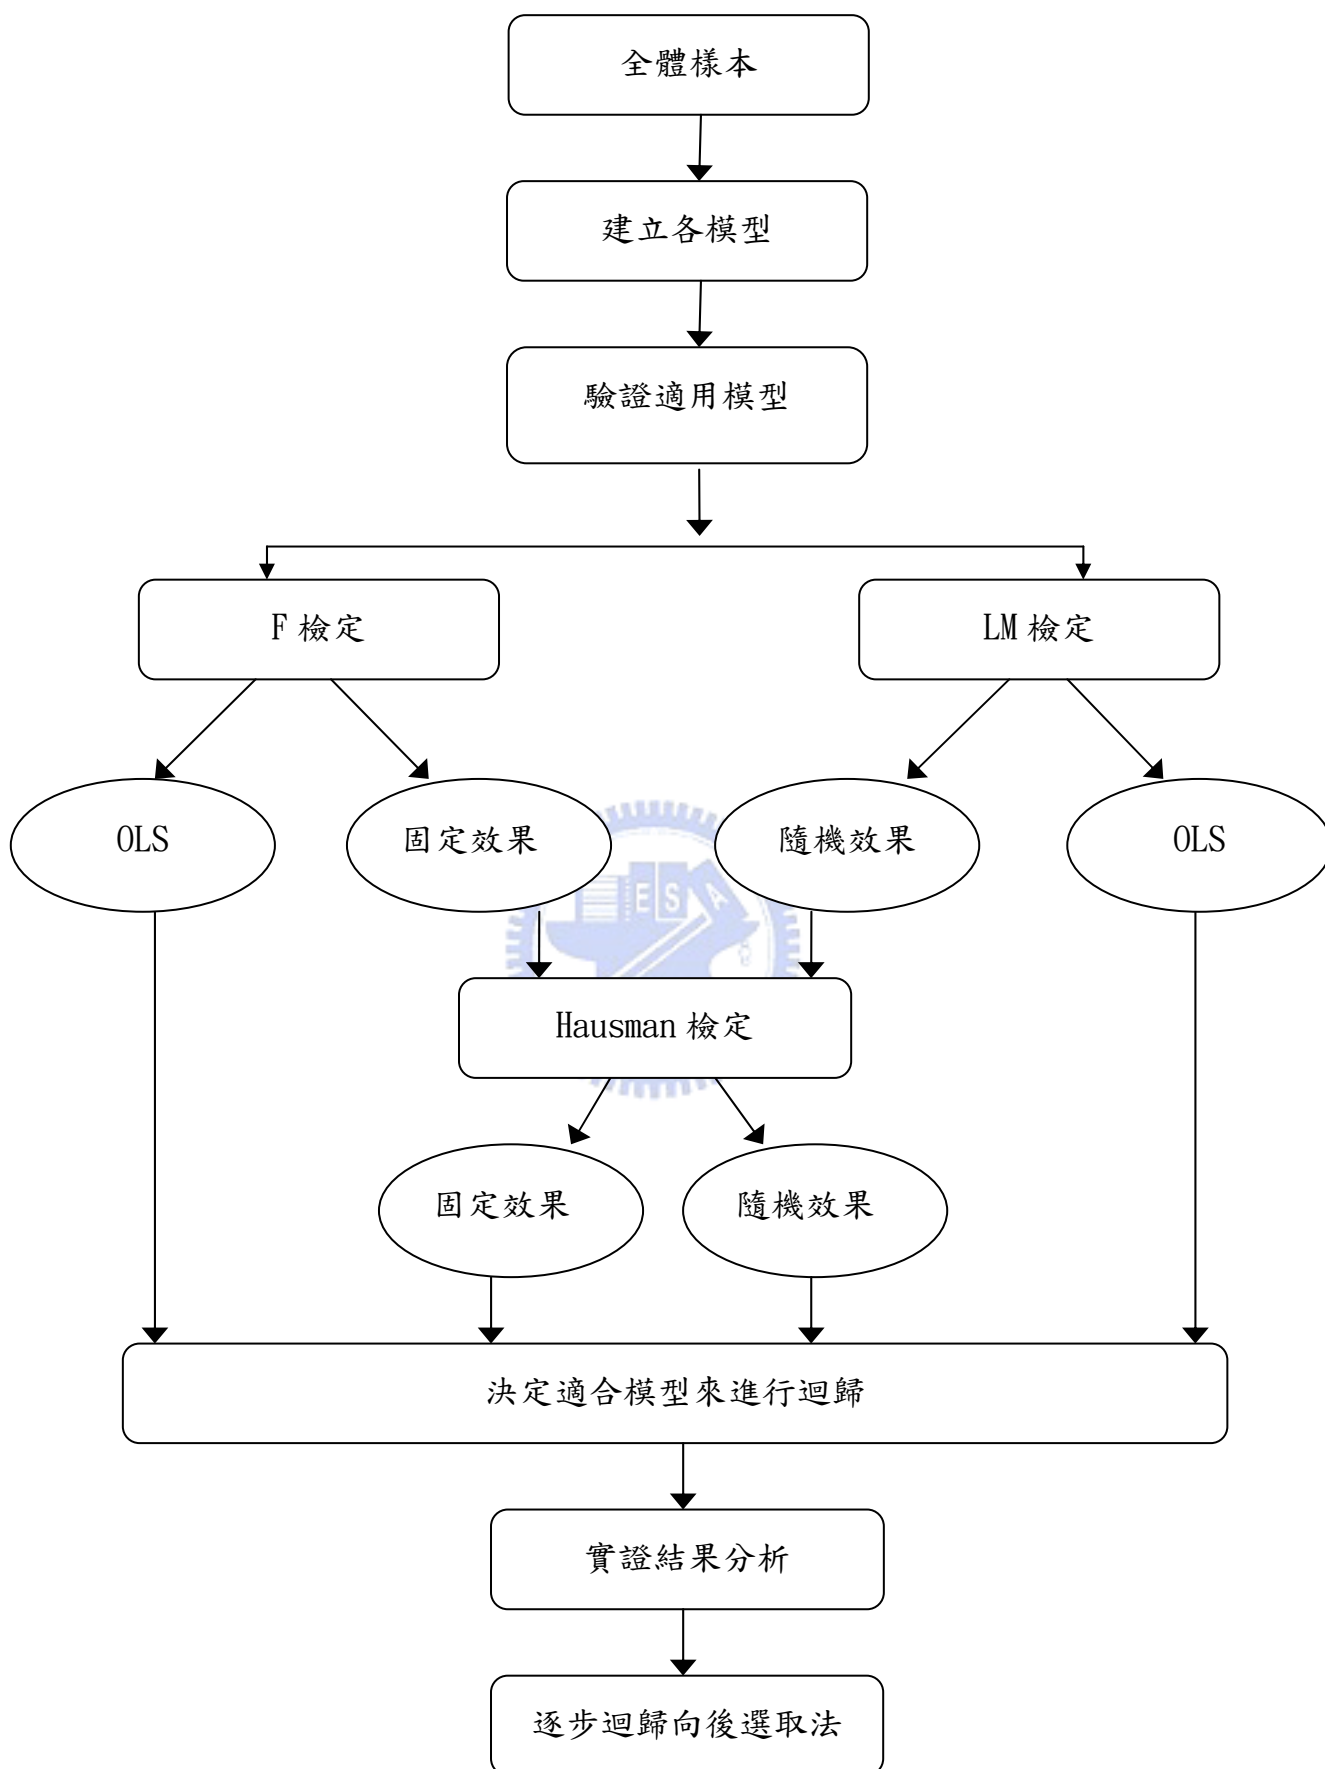 全體樣本
建立各模型
驗證適用模型
F 檢定
LM 檢定
OLS
固定效果
隨機效果
OLS
ESA
Hausman 檢定
固定效果
隨機效果
決定適合模型來進行迴歸
實證結果分析
逐步迴歸向後選取法